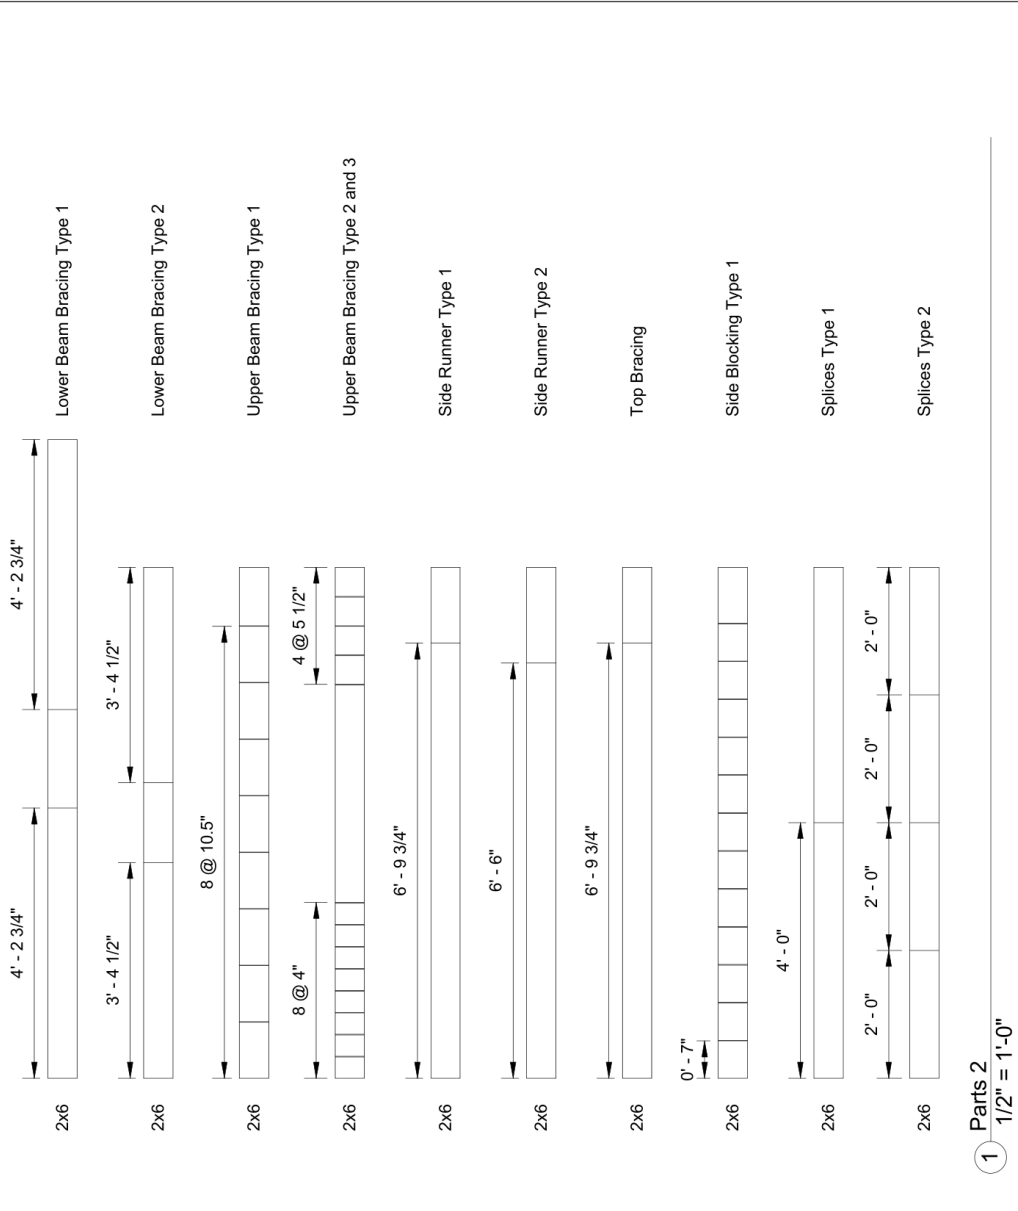 2x6
4' - 2 3/4"
4' - 2 3/4"
Lower Beam Bracing Type 1
2x6
3' - 4 1/2"
3' - 4 1/2"
Lower Beam Bracing Type 2
2x6
8 @ 10.5"
Upper Beam Bracing Type 1
2x6
8 @ 4"
4 @ 5 1/2"
Upper Beam Bracing Type 2 and 3
2x6
6' - 9 3/4"
Side Runner Type 1
2x6
6' - 6"
Side Runner Type 2
2x6
6' - 9 3/4"
Top Bracing
2x6
0' - 7"
Side Blocking Type 1
2x6
4' - 0"
Splices Type 1
2x6
2' - 0"
2' - 0"
2' - 0"
2' - 0"
Splices Type 2
1
Parts 2
1/2" = 1'-0"